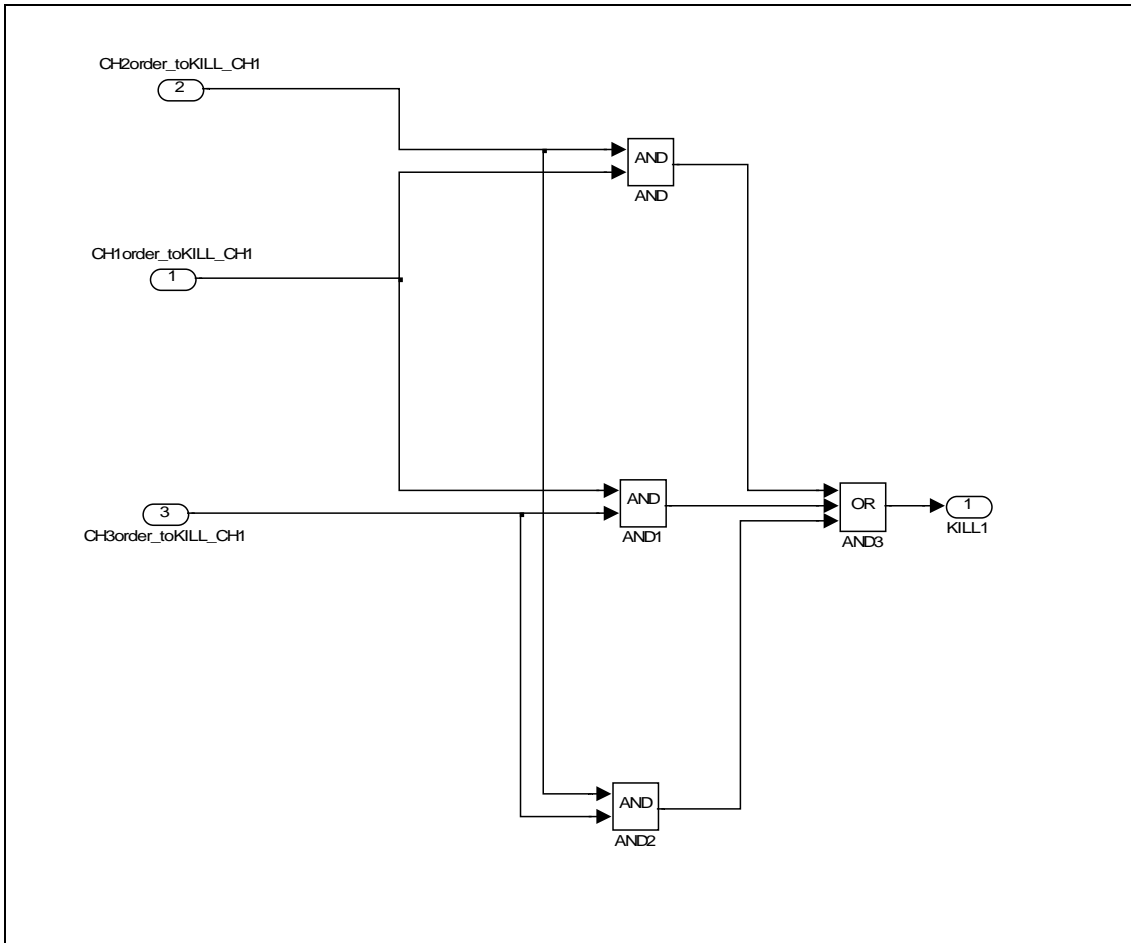 CH2order_toKILL_CH1
2
AND
AND
CH1order_toKILL_CH1
1
3
CH3order_toKILL_CH1
AND
AND1
OR
AND3
1
KILL1
AND
AND2